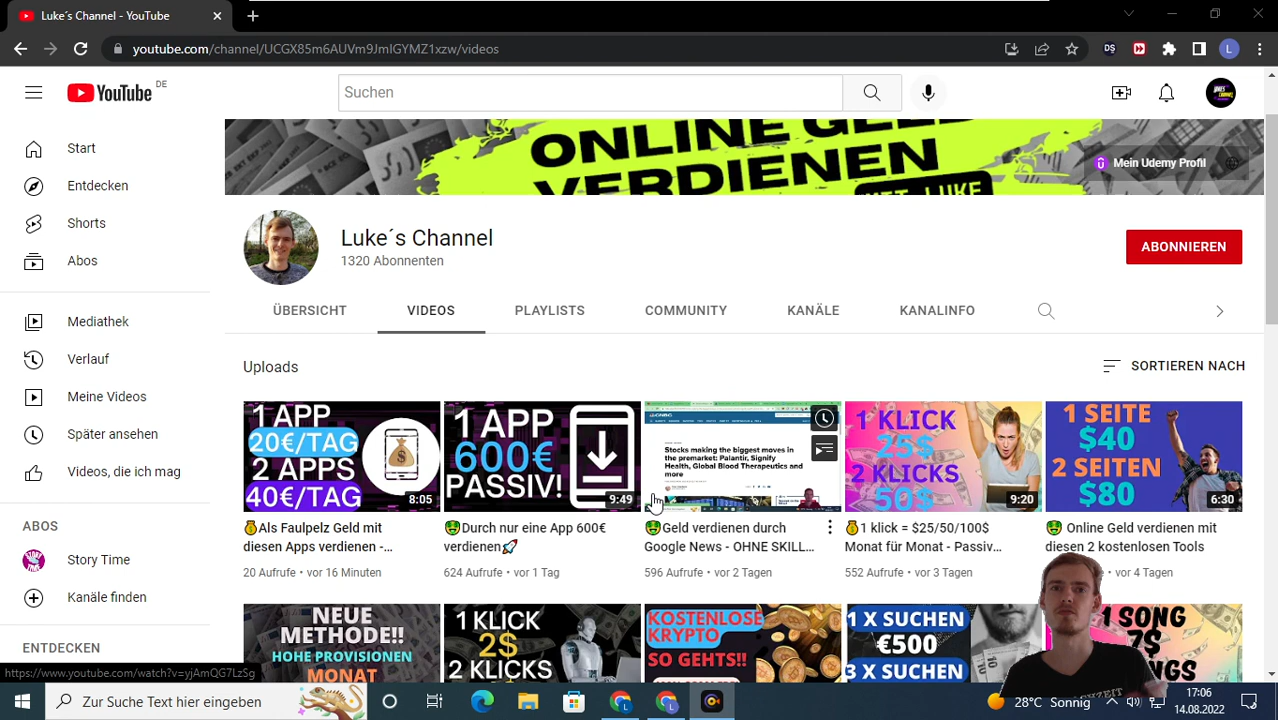 Luke´s Channel
youtube.com/channel/UCGX85m6AUVm9JmIGYMZ1xzw/videos
L
YouTube DE
Suchen
Start
Entdecken
Shorts
Abos
Mediathek
Verlauf
Meine Videos
Später ansehen
Videos, die ich mag
ABOS
Story Time
Kanäle finden
ENTDECKEN
ONLINE GELD
VERDIENEN
MIT LUKE
Mein Udemy Profil
Luke´s Channel
1320 Abonnenten
ABONNIEREN
ÜBERSICHT VIDEOS PLAYLISTS COMMUNITY KANÄLE KANALINFO
Uploads
SORTIEREN NACH
1 APP
20€/TAG
2 APPS
40€/TAG
8:05
💰Als Faulpelz Geld mit
diesen Apps verdienen -...
20 Aufrufe • vor 16 Minuten
1 APP
600€
PASSIV!
9:49
🤑Durch nur eine App 600€
verdienen🚀
624 Aufrufe • vor 1 Tag
Stocks making the biggest moves in
the premarket: Palantir, Signify
Health, Global Blood Therapeutics and
more
🤑Geld verdienen durch
Google News - OHNE SKILL...
596 Aufrufe • vor 2 Tagen
1 KLICK
25$
2 KLICKS
50$
9:20
💰1 klick = $25/50/100$
Monat für Monat - Passiv...
552 Aufrufe • vor 3 Tagen
1 SEITE
$40
2 SEITEN
$80
6:30
🤑 Online Geld verdienen mit
diesen 2 kostenlosen Tools
vor 4 Tagen
NEUE
METHODE!!
HOHE PROVISIONEN
MONAT
1 KLICK
2$
2 KLICKS
KOSTENLOSE
KRYPTO
SO GEHTS!!
1 X SUCHEN
€500
3 X SUCHEN
1 SONG
7$
https://www.youtube.com/watch?v=yjAmQG7LzSg
Zur Suche Text hier eingeben
28°C Sonnig
17:06
14.08.2022